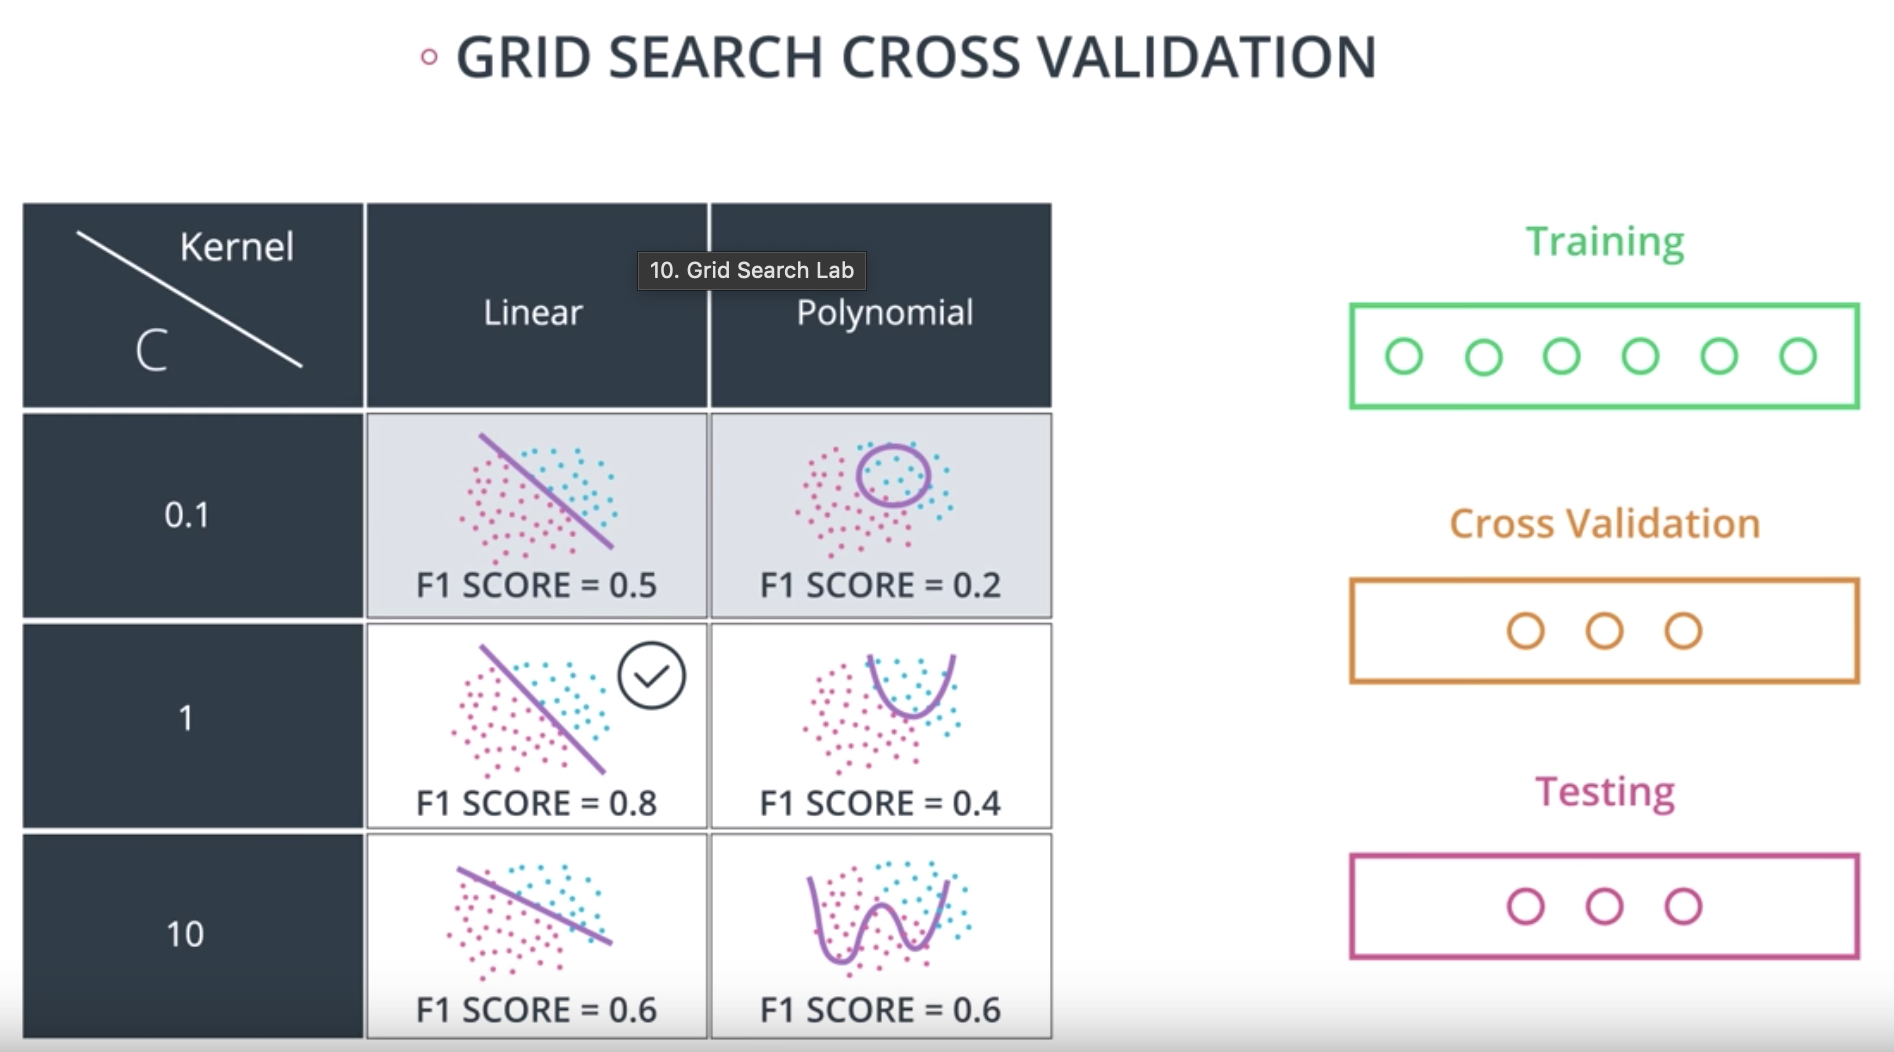 GRID SEARCH CROSS VALIDATION
Kernel
C
Linear
Polynomial
10. Grid Search Lab
0.1
F1 SCORE = 0.5
F1 SCORE = 0.2
1
F1 SCORE = 0.8
F1 SCORE = 0.4
10
F1 SCORE = 0.6
F1 SCORE = 0.6
Training
Cross Validation
Testing